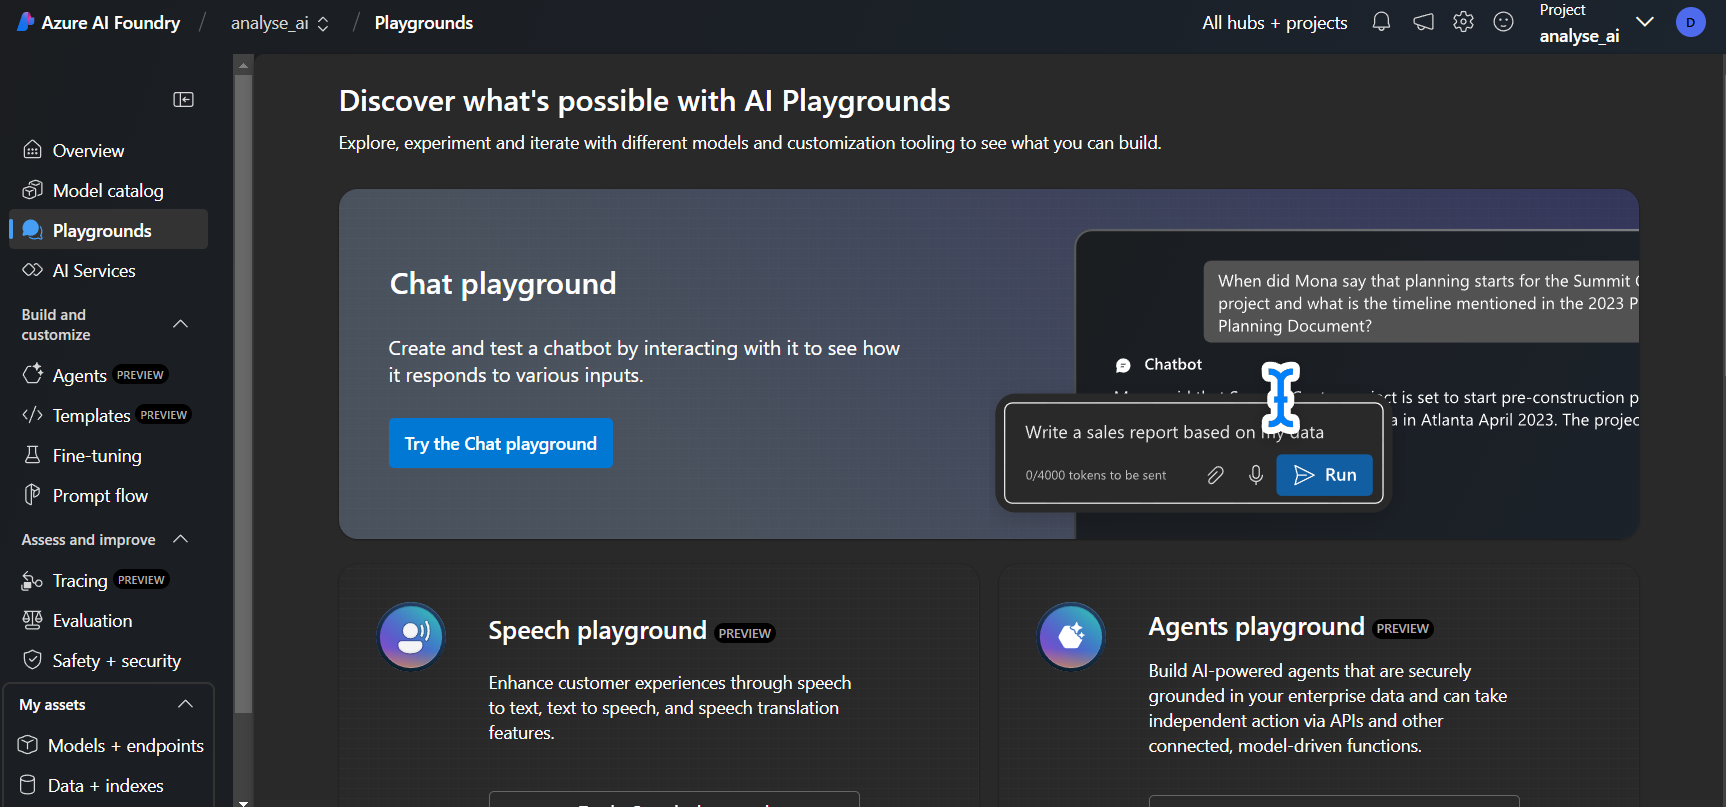 Azure AI Foundry / analyse_ai / Playgrounds
All hubs + projects
Project
analyse_ai
D
Overview
Model catalog
Playgrounds
AI Services
Build and
customize
Agents PREVIEW
Templates PREVIEW
Fine-tuning
Prompt flow
Assess and improve
Tracing PREVIEW
Evaluation
Safety + security
My assets
Models + endpoints
Data + indexes
Discover what's possible with AI Playgrounds
Explore, experiment and iterate with different models and customization tooling to see what you can build.
Chat playground
Create and test a chatbot by interacting with it to see how
it responds to various inputs.
Try the Chat playground
When did Mona say that planning starts for the Summit
project and what is the timeline mentioned in the 2023 P
Planning Document?
Chatbot
is set to start pre-construction p
in Atlanta April 2023. The projec
Write a sales report based on my data
0/4000 tokens to be sent
Run
Speech playground PREVIEW
Enhance customer experiences through speech
to text, text to speech, and speech translation
features.
Agents playground PREVIEW
Build AI-powered agents that are securely
grounded in your enterprise data and can take
independent action via APIs and other
connected, model-driven functions.